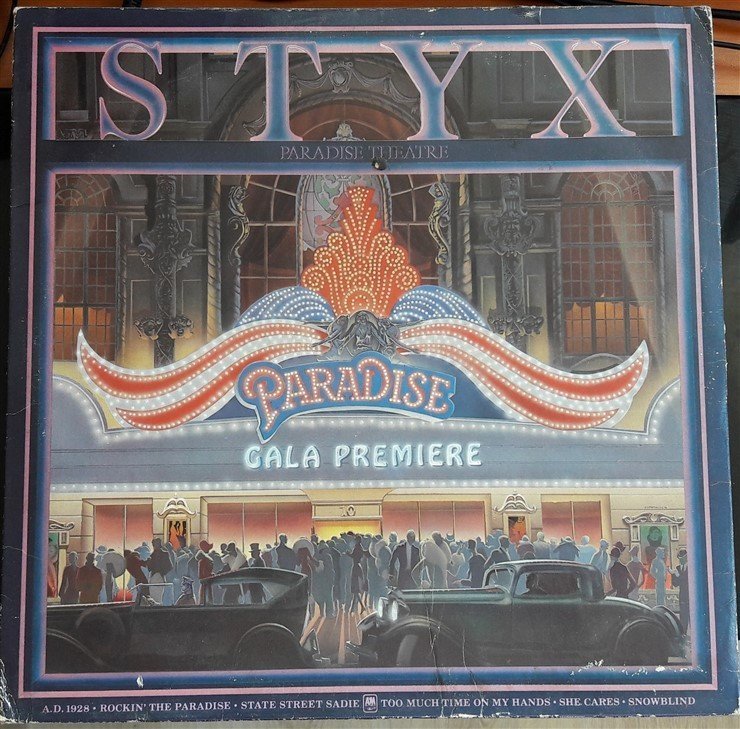 STYX
PARADISE THEATRE
PARADISE
GALA PREMIERE
10
A.D. 1928 • ROCKIN' THE PARADISE • STATE STREET SADIE A&M TOO MUCH TIME ON MY HANDS • SHE CARES • SNOWBLIND